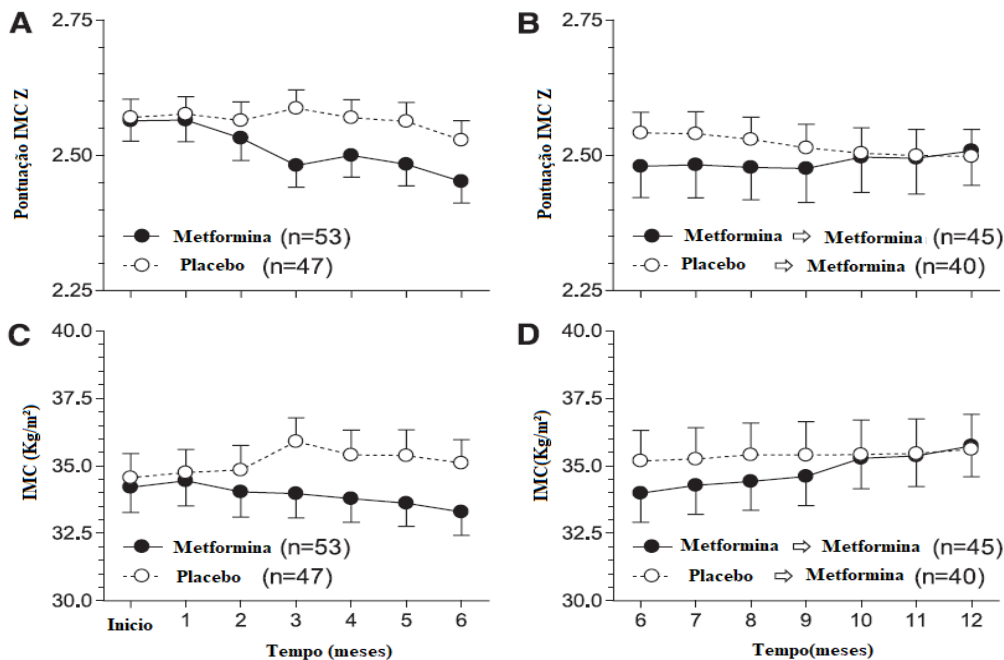 A
2.75
2.50
2.25
Pontuação IMC Z
Metformina (n=53)
Placebo (n=47)
B
2.75
2.50
2.25
Pontuação IMC Z
Metformina ⇨ Metformina (n=45)
Placebo ⇨ Metformina (n=40)
C
40.0
37.5
35.0
32.5
30.0
IMC (Kg/m²)
Metformina (n=53)
Placebo (n=47)
Inicio 1 2 3 4 5 6
Tempo (meses)
D
40.0
37.5
35.0
32.5
30.0
IMC(Kg/m²)
Metformina ⇨ Metformina (n=45)
Placebo ⇨ Metformina (n=40)
6 7 8 9 10 11 12
Tempo(meses)